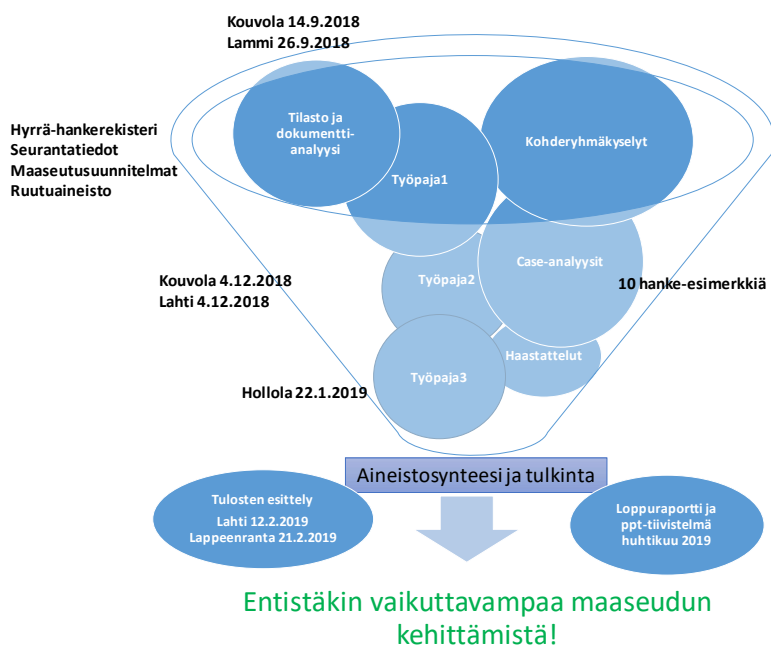 Kouvola 14.9.2018
Lammi 26.9.2018
Hyrrä-hankerekisteri
Seurantatiedot
Maaseutusuunnitelmat
Ruutuaineisto
Tilasto ja
dokumentti-
analyysi
Työpaja1
Kohderyhmäkyselyt
Kouvola 4.12.2018
Lahti 4.12.2018
Työpaja2
Case-analyysit
10 hanke-esimerkkiä
Hollola 22.1.2019
Työpaja3
Haastattelut
Aineistosynteesi ja tulkinta
Tulosten esittely
Lahti 12.2.2019
Lappeenranta 21.2.2019
Loppuraportti ja
ppt-tiivistelmä
huhtikuu 2019
Entistäkin vaikuttavampaa maaseudun
kehittämistä!